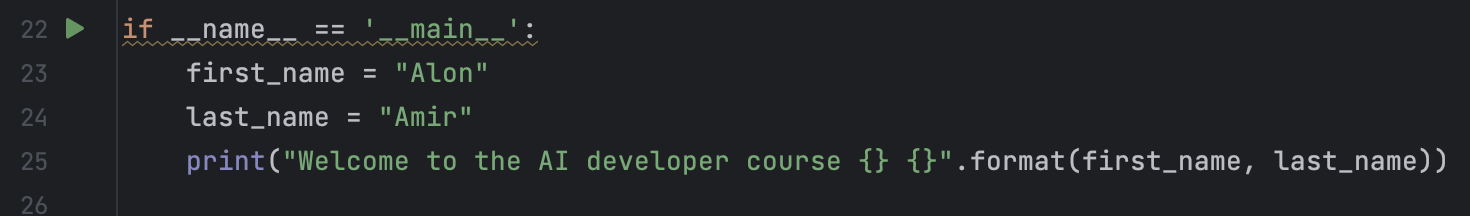 22 if __name__ == '__main__':
23     first_name = "Alon"
24     last_name = "Amir"
25     print("Welcome to the AI developer course {} {}".format(first_name, last_name))
26